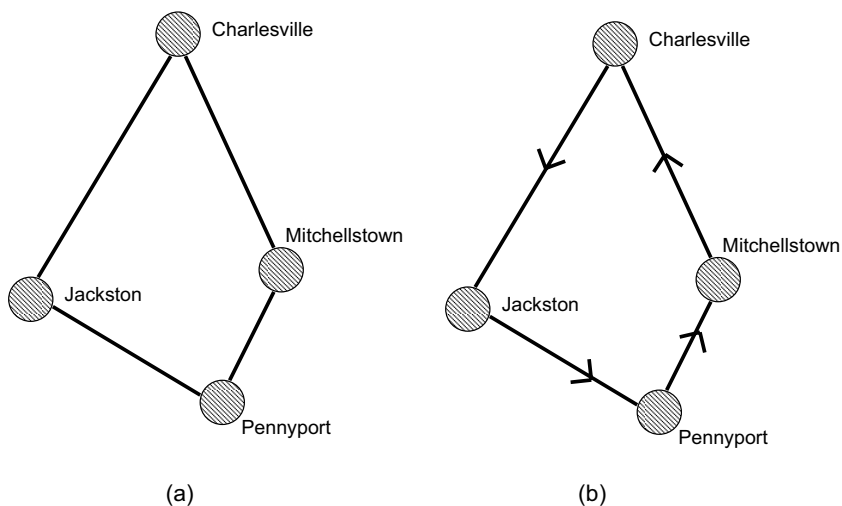 Charlesville
Mitchellstown
Jackston
Pennyport
(a)
Charlesville
Mitchellstown
Jackston
Pennyport
(b)